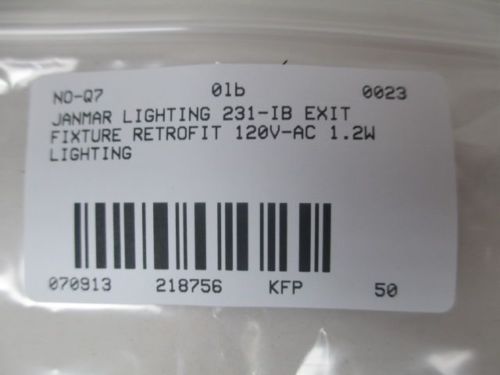 NO-Q7 01b 0023
JANMAR LIGHTING 231-IB EXIT
FIXTURE RETROFIT 120V-AC 1.2W
LIGHTING
070913 218756 KFP 50